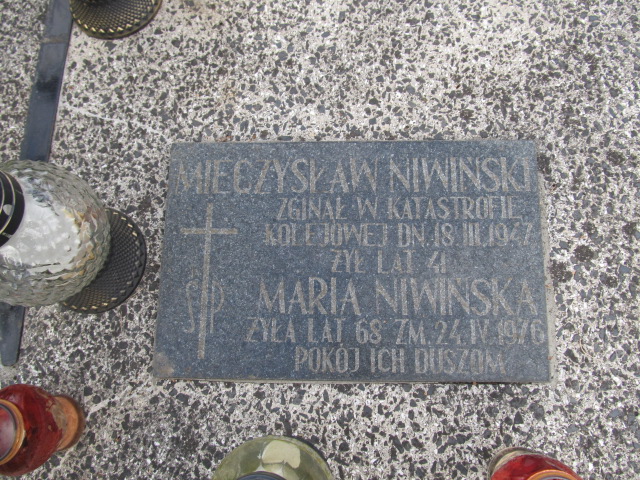 MIECZYSŁAW NIWIŃSKI
ZGINĄŁ W KATASTROFIE
KOLEJOWEJ DN. 18.III.1947
ŻYŁ LAT 41
ŚP
MARIA NIWIŃSKA
ŻYŁA LAT 68 ZM. 24.IV.1976
POKÓJ ICH DUSZOM